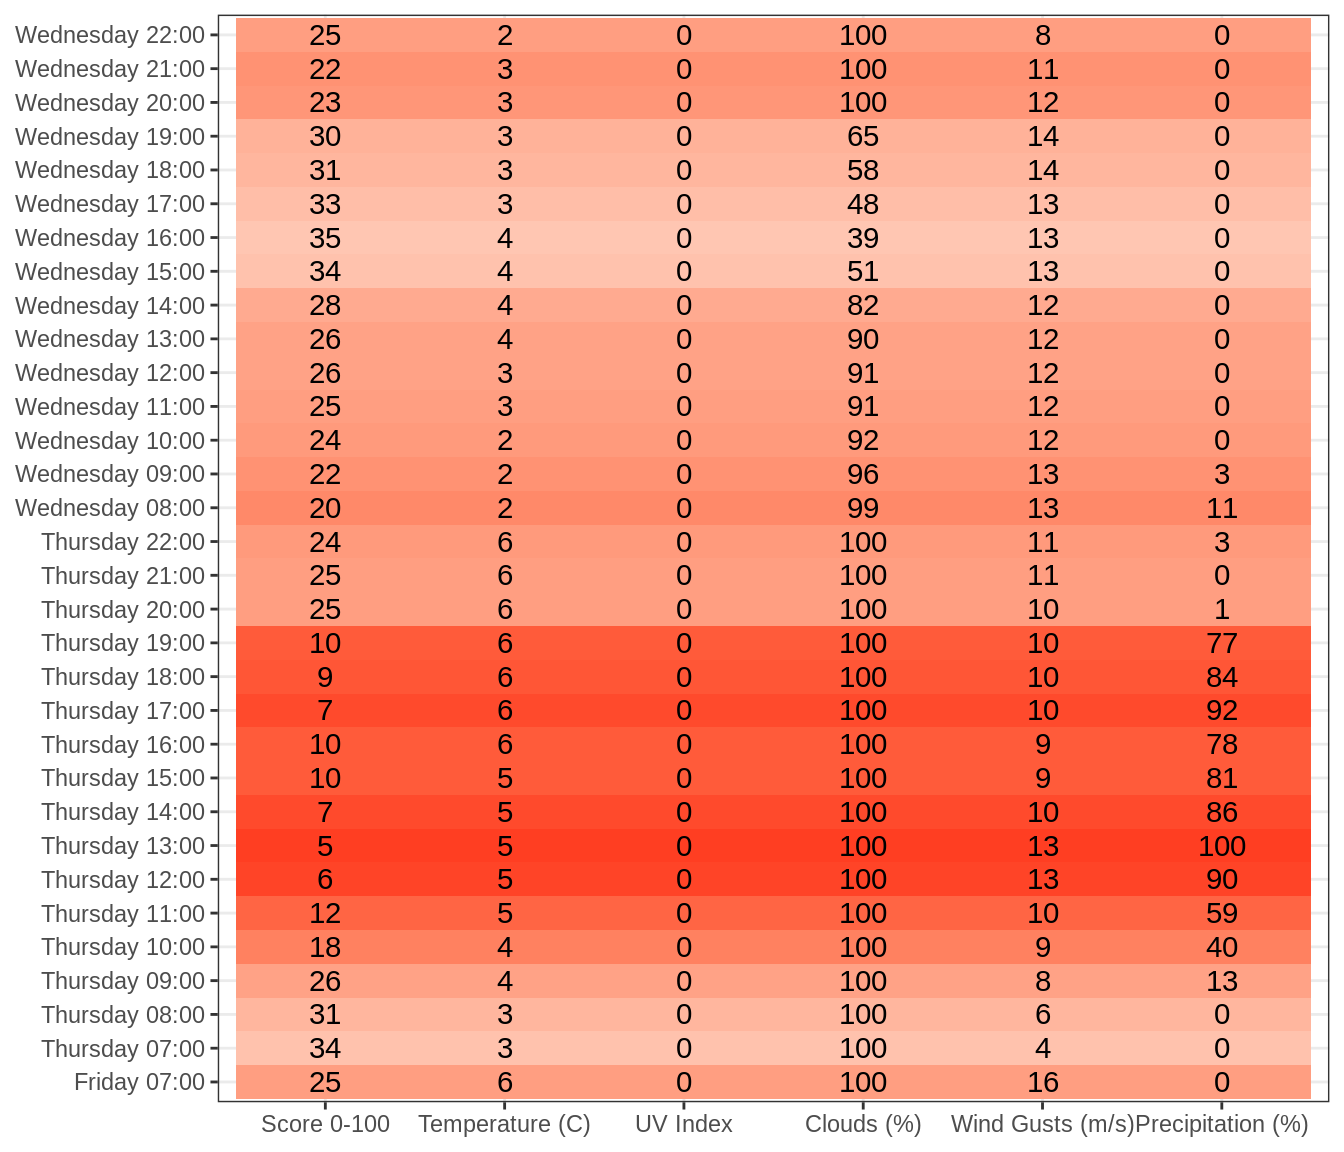 Wednesday 22:00 25 2 0 100 8 0
Wednesday 21:00 22 3 0 100 11 0
Wednesday 20:00 23 3 0 100 12 0
Wednesday 19:00 30 3 0 65 14 0
Wednesday 18:00 31 3 0 58 14 0
Wednesday 17:00 33 3 0 48 13 0
Wednesday 16:00 35 4 0 39 13 0
Wednesday 15:00 34 4 0 51 13 0
Wednesday 14:00 28 4 0 82 12 0
Wednesday 13:00 26 4 0 90 12 0
Wednesday 12:00 26 3 0 91 12 0
Wednesday 11:00 25 3 0 91 12 0
Wednesday 10:00 24 2 0 92 12 0
Wednesday 09:00 22 2 0 96 13 3
Wednesday 08:00 20 2 0 99 13 11
Thursday 22:00 24 6 0 100 11 3
Thursday 21:00 25 6 0 100 11 0
Thursday 20:00 25 6 0 100 10 1
Thursday 19:00 10 6 0 100 10 77
Thursday 18:00 9 6 0 100 10 84
Thursday 17:00 7 6 0 100 10 92
Thursday 16:00 10 6 0 100 9 78
Thursday 15:00 10 5 0 100 9 81
Thursday 14:00 7 5 0 100 10 86
Thursday 13:00 5 5 0 100 13 100
Thursday 12:00 6 5 0 100 13 90
Thursday 11:00 12 5 0 100 10 59
Thursday 10:00 18 4 0 100 9 40
Thursday 09:00 26 4 0 100 8 13
Thursday 08:00 31 3 0 100 6 0
Thursday 07:00 34 3 0 100 4 0
Friday 07:00 25 6 0 100 16 0
Score 0-100 Temperature (C) UV Index Clouds (%) Wind Gusts (m/s) Precipitation (%)